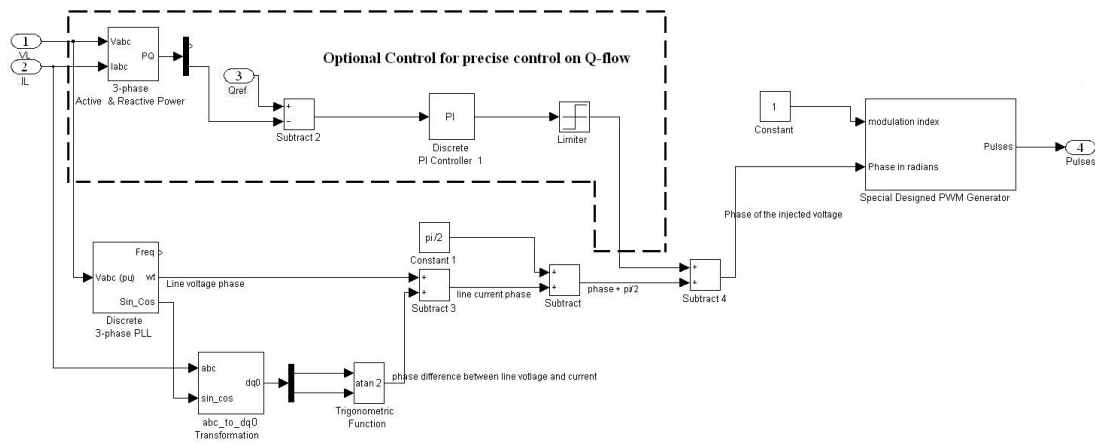 1
VL
2
IL
Vabc
Iabc
PQ
3-phase
Active & Reactive Power
3
Qref
+
−
Subtract 2
Optional Control for precise control on Q-flow
PI
Discrete
PI Controller 1
Limiter
1
Constant
modulation index
Phase in radians
Pulses
Special Designed PWM Generator
4
Pulses
Phase of the injected voltage
Vabc (pu)
Freq
wt
Sin_Cos
Discrete
3-phase PLL
Line voltage phase
pi/2
Constant 1
+
+
Subtract 3
line current phase
+
+
Subtract
phase + pi/2
+
+
Subtract 4
abc
sin_cos
dq0
abc_to_dq0
Transformation
atan 2
Trigonometric
Function
phase difference between line votlage and current